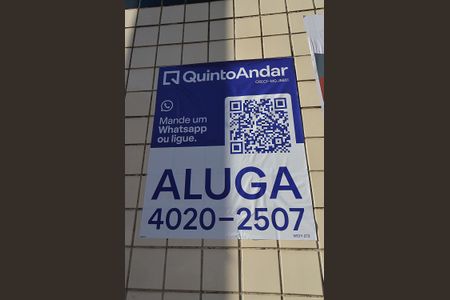 QuintoAndar
Mande um
Whatsapp
ou ligue.
ALUGA
4020-2507